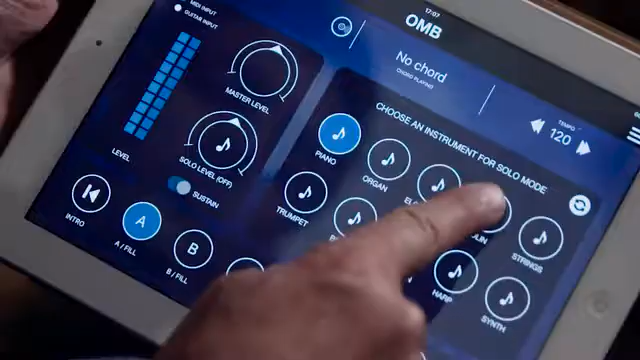 MIDI INPUT
GUITAR INPUT
17:07
OMB
No chord
CHORD PLAYING
TEMPO
120
MASTER LEVEL
CHOOSE AN INSTRUMENT FOR SOLO MODE
LEVEL
SOLO LEVEL (OFF)
SUSTAIN
PIANO
ORGAN
TRUMPET
STRINGS
HARP
SYNTH
INTRO
A
A / FILL
B
B / FILL